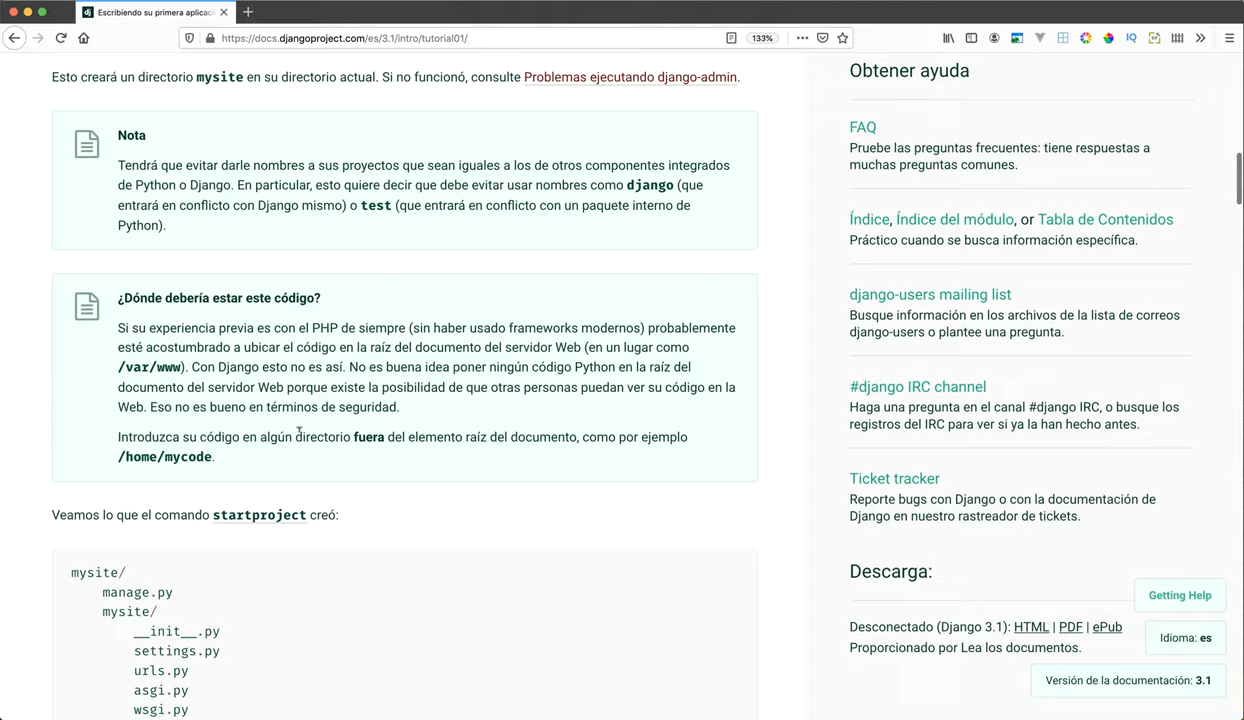 Escribiendo su primera aplicació
https://docs.djangoproject.com/es/3.1/intro/tutorial01/
133%
IQ
Esto creará un directorio mysite en su directorio actual. Si no funcionó, consulte Problemas ejecutando django-admin.
Nota
Tendrá que evitar darle nombres a sus proyectos que sean iguales a los de otros componentes integrados
de Python o Django. En particular, esto quiere decir que debe evitar usar nombres como django (que
entrará en conflicto con Django mismo) o test (que entrará en conflicto con un paquete interno de
Python).
¿Dónde debería estar este código?
Si su experiencia previa es con el PHP de siempre (sin haber usado frameworks modernos) probablemente
esté acostumbrado a ubicar el código en la raíz del documento del servidor Web (en un lugar como
/var/www). Con Django esto no es así. No es buena idea poner ningún código Python en la raíz del
documento del servidor Web porque existe la posibilidad de que otras personas puedan ver su código en la
Web. Eso no es bueno en términos de seguridad.
Introduzca su código en algún directorio fuera del elemento raíz del documento, como por ejemplo
/home/mycode.
Veamos lo que el comando startproject creó:
mysite/
manage.py
mysite/
__init__.py
settings.py
urls.py
asgi.py
wsgi.py
Obtener ayuda
FAQ
Pruebe las preguntas frecuentes: tiene respuestas a
muchas preguntas comunes.
Índice, Índice del módulo, or Tabla de Contenidos
Práctico cuando se busca información específica.
django-users mailing list
Busque información en los archivos de la lista de correos
django-users o plantee una pregunta.
#django IRC channel
Haga una pregunta en el canal #django IRC, o busque los
registros del IRC para ver si ya la han hecho antes.
Ticket tracker
Reporte bugs con Django o con la documentación de
Django en nuestro rastreador de tickets.
Descarga:
Desconectado (Django 3.1): HTML | PDF | ePub
Proporcionado por Lea los documentos.
Getting Help
Idioma: es
Versión de la documentación: 3.1